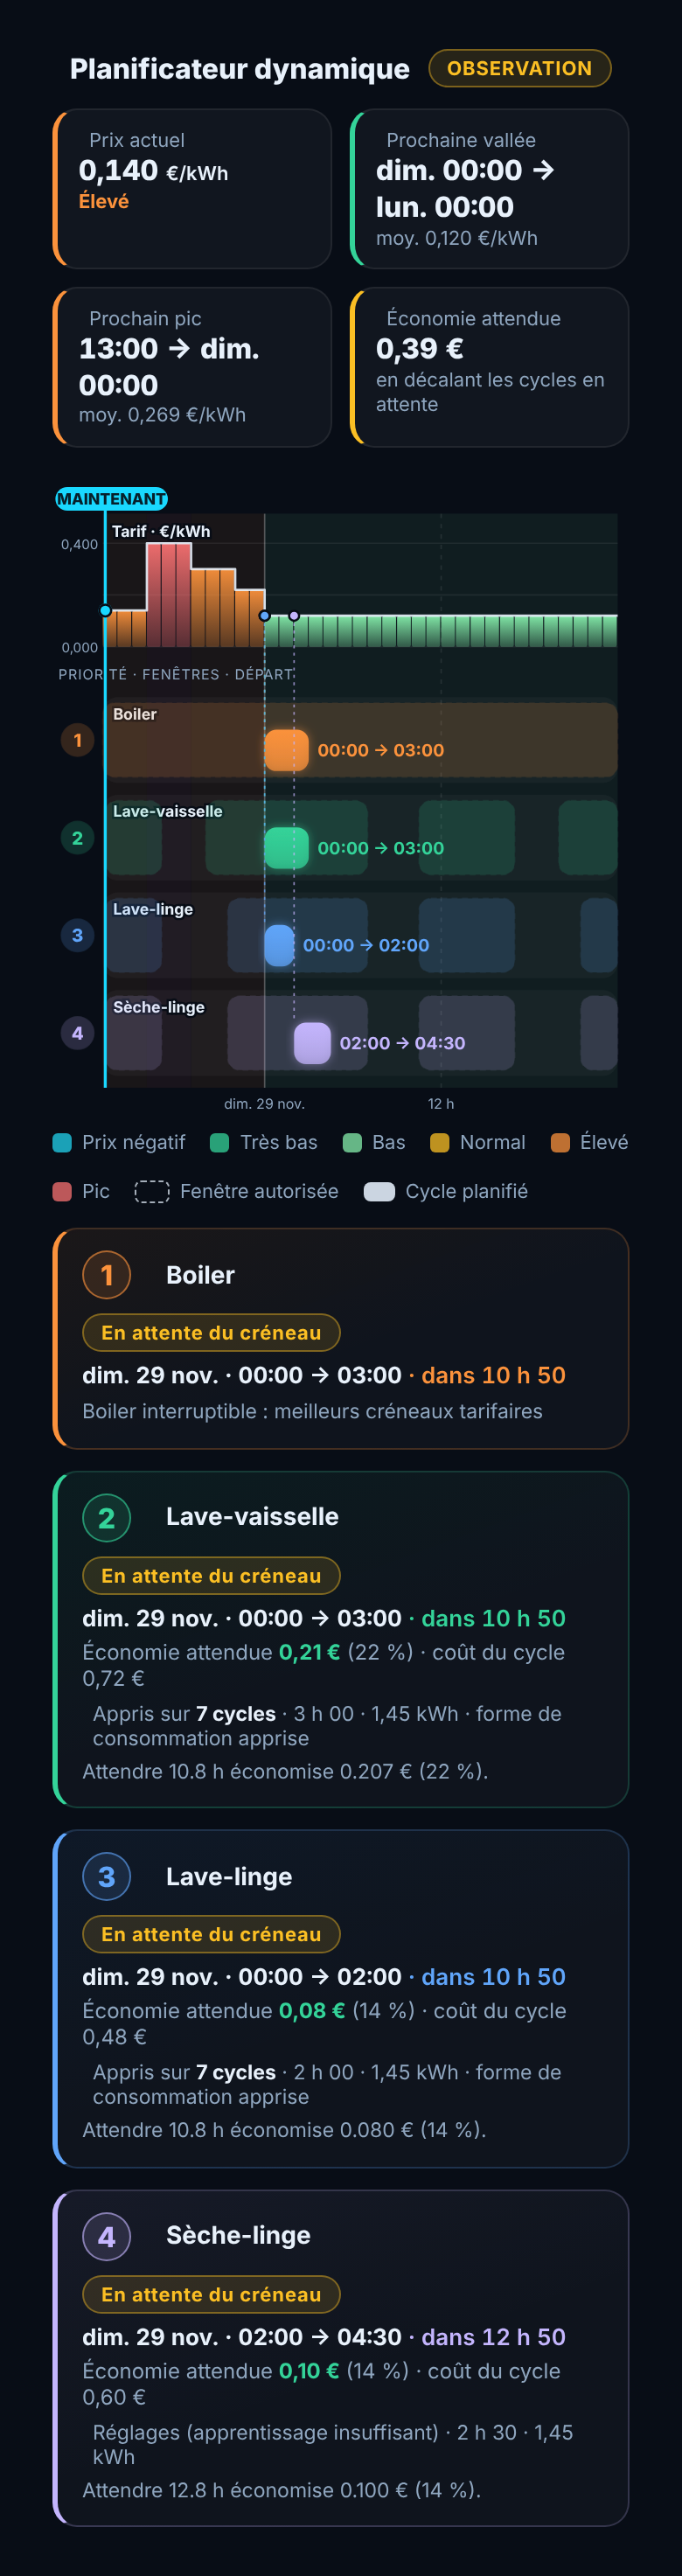 Planificateur dynamique
OBSERVATION
Prix actuel
0,140 €/kWh
Élevé
Prochaine vallée
dim. 00:00 →
lun. 00:00
moy. 0,120 €/kWh
Prochain pic
13:00 → dim.
00:00
moy. 0,269 €/kWh
Économie attendue
0,39 €
en décalant les cycles en
attente
MAINTENANT
Tarif · €/kWh
0,400
0,000
PRIORITÉ · FENÊTRES · DÉPART
1
Boiler
00:00 → 03:00
2
Lave-vaisselle
00:00 → 03:00
3
Lave-linge
00:00 → 02:00
4
Sèche-linge
02:00 → 04:30
dim. 29 nov.
12 h
Prix négatif
Très bas
Bas
Normal
Élevé
Pic
Fenêtre autorisée
Cycle planifié
1
Boiler
En attente du créneau
dim. 29 nov. · 00:00 → 03:00 · dans 10 h 50
Boiler interruptible : meilleurs créneaux tarifaires
2
Lave-vaisselle
En attente du créneau
dim. 29 nov. · 00:00 → 03:00 · dans 10 h 50
Économie attendue 0,21 € (22 %) · coût du cycle
0,72 €
Appris sur 7 cycles · 3 h 00 · 1,45 kWh · forme de
consommation apprise
Attendre 10.8 h économise 0.207 € (22 %).
3
Lave-linge
En attente du créneau
dim. 29 nov. · 00:00 → 02:00 · dans 10 h 50
Économie attendue 0,08 € (14 %) · coût du cycle
0,48 €
Appris sur 7 cycles · 2 h 00 · 1,45 kWh · forme de
consommation apprise
Attendre 10.8 h économise 0.080 € (14 %).
4
Sèche-linge
En attente du créneau
dim. 29 nov. · 02:00 → 04:30 · dans 12 h 50
Économie attendue 0,10 € (14 %) · coût du cycle
0,60 €
Réglages (apprentissage insuffisant) · 2 h 30 · 1,45
kWh
Attendre 12.8 h économise 0.100 € (14 %).